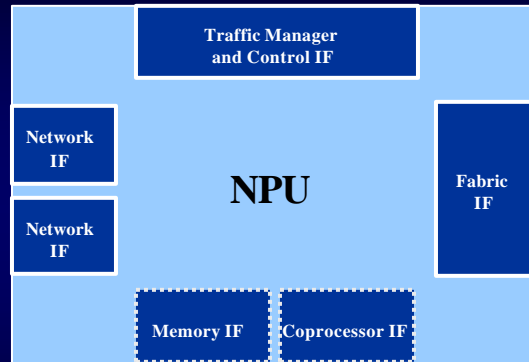 Traffic Manager
and Control IF
Network
IF
NPU
Fabric
IF
Network
IF
Memory IF
Coprocessor IF